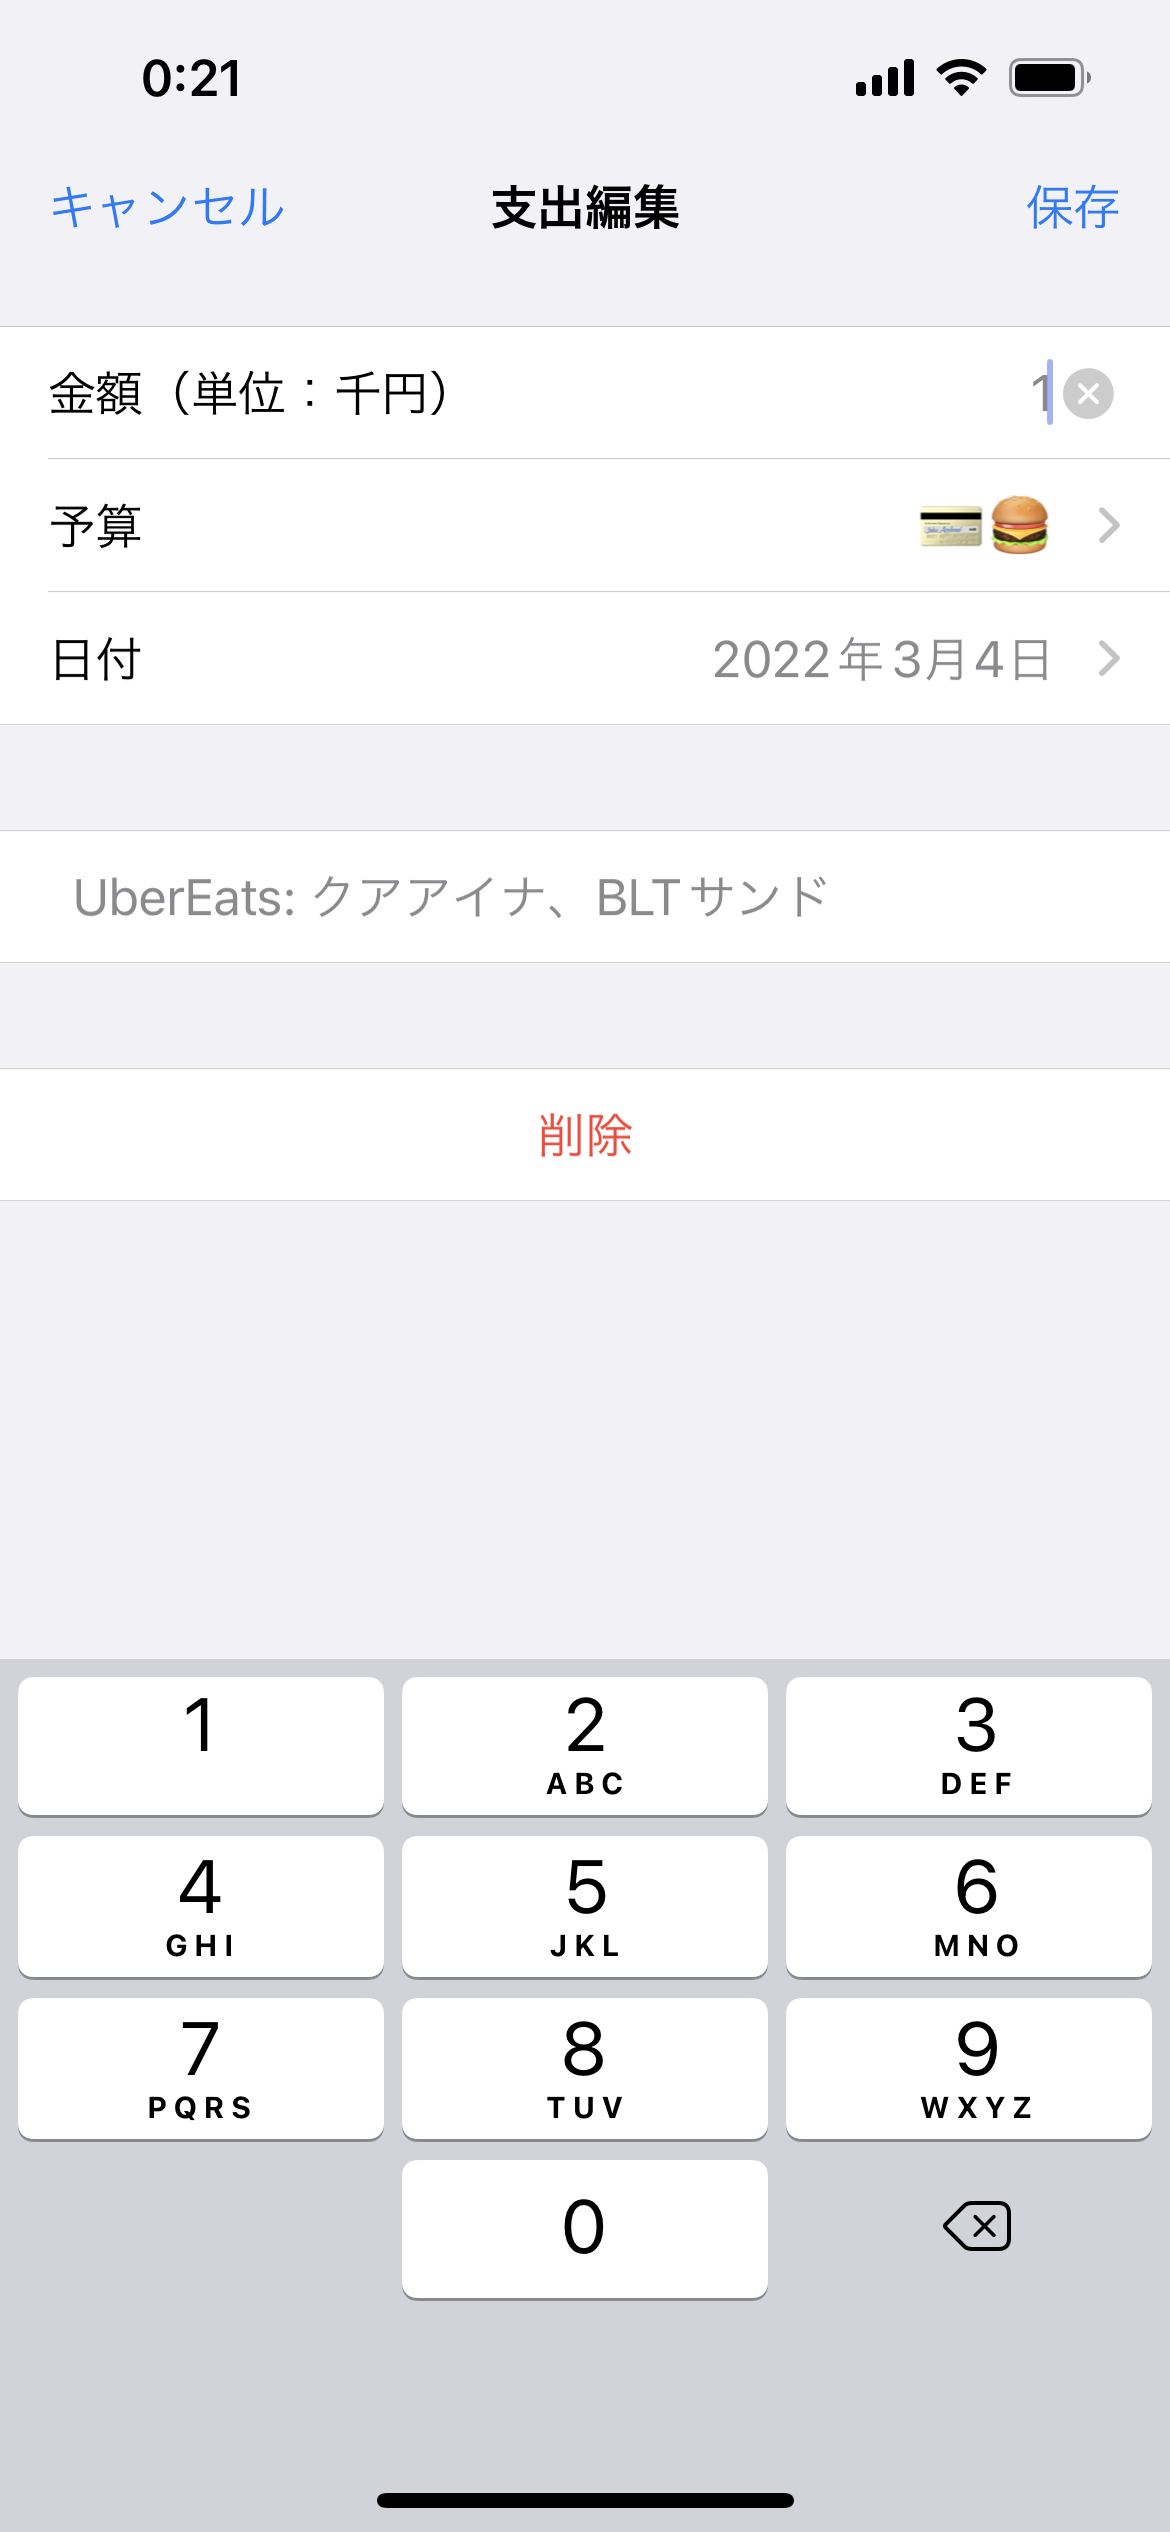 0:21
キャンセル 支出編集 保存
金額（単位：千円） 1
予算 💳🍔
日付 2022年3月4日
UberEats: クアアイナ、BLTサンド
削除
1 2 3
ABC DEF
4 5 6
GHI JKL MNO
7 8 9
PQRS TUV WXYZ
0